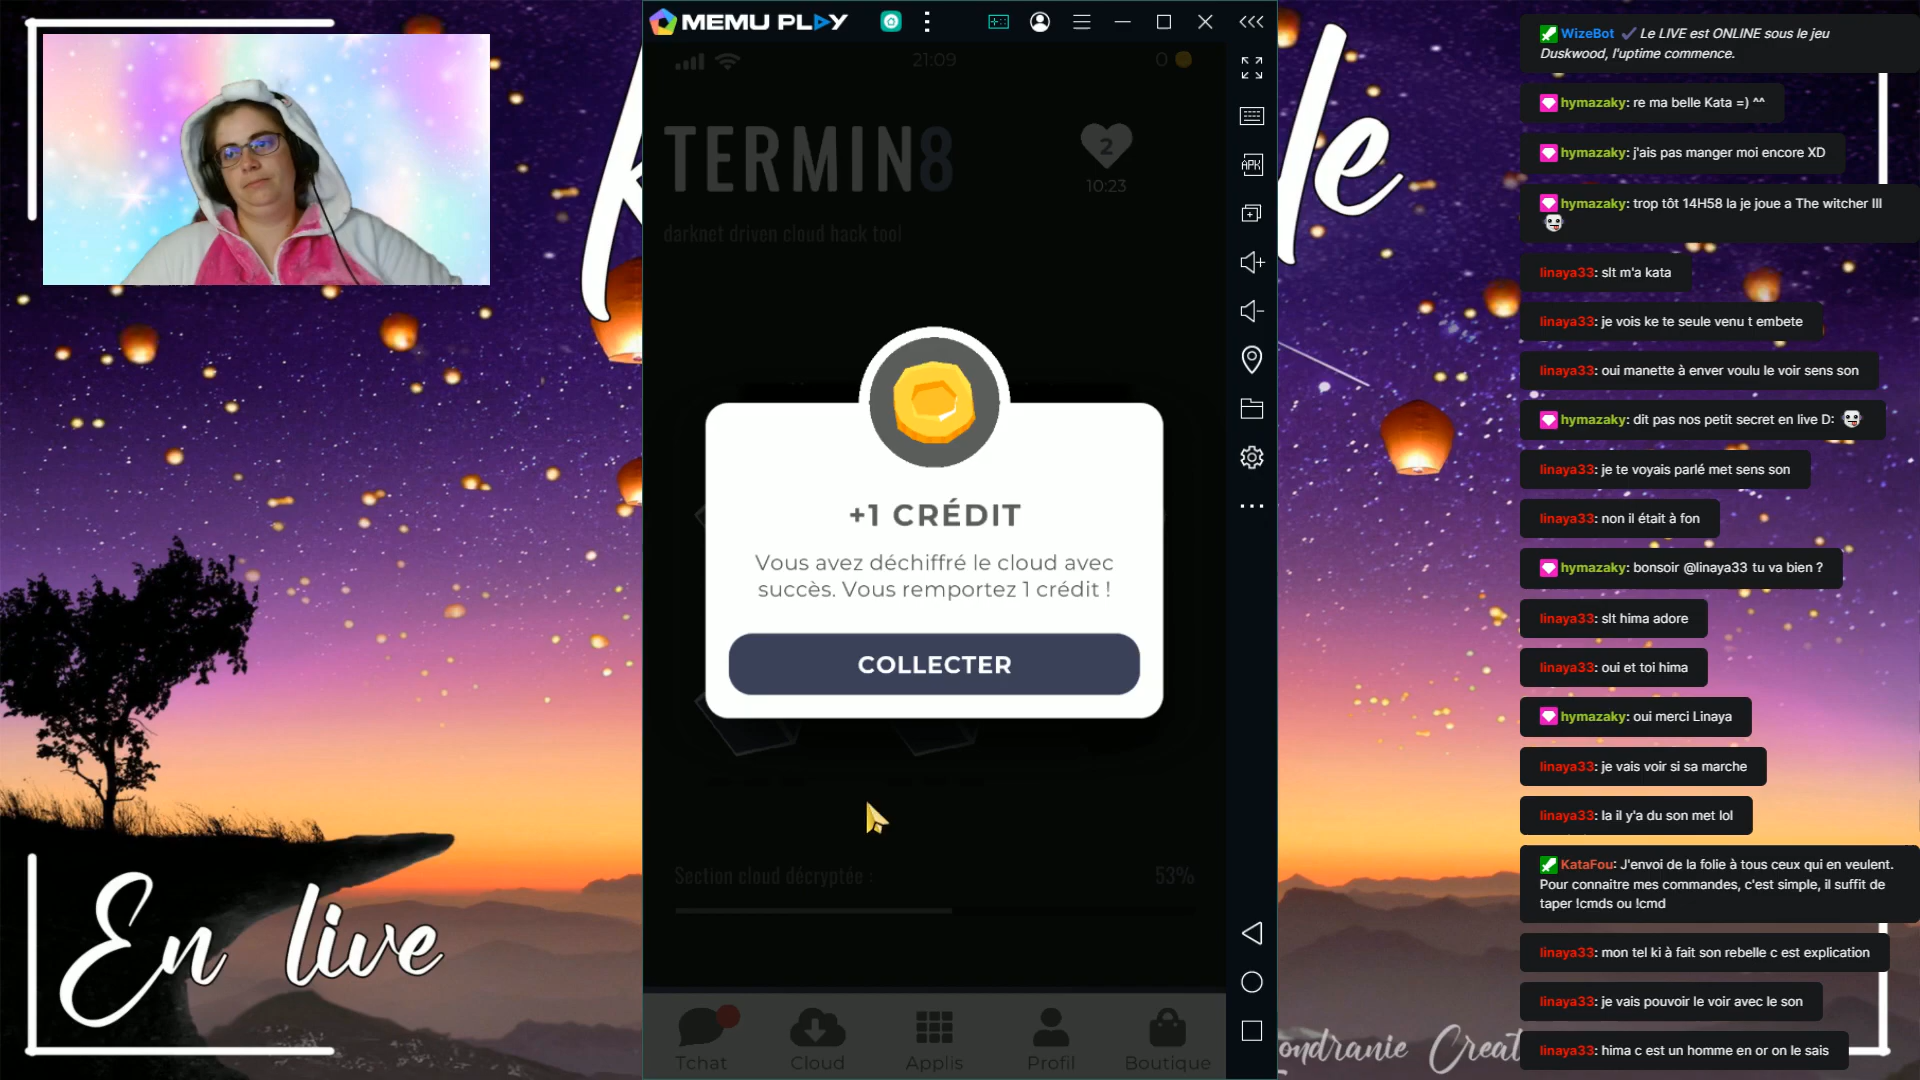 MEMU PLAY
21:09
0
TERMIN8
2
10:23
darknet driven cloud hack tool
+1 CRÉDIT
Vous avez déchiffré le cloud avec
succès. Vous remportez 1 crédit !
COLLECTER
Section cloud décryptée :
53%
Tchat
Cloud
Applis
Profil
Boutique
APK
En live
WizeBot Le LIVE est ONLINE sous le jeu
Duskwood, l'uptime commence.
hymazaky: re ma belle Kata =) ^^
hymazaky: j'ais pas manger moi encore XD
hymazaky: trop tôt 14H58 la je joue a The witcher III
linaya33: slt m'a kata
linaya33: je vois ke te seule venu t embete
linaya33: oui manette à enver voulu le voir sens son
hymazaky: dit pas nos petit secret en live D:
linaya33: je te voyais parlé met sens son
linaya33: non il était à fon
hymazaky: bonsoir @linaya33 tu va bien ?
linaya33: slt hima adore
linaya33: oui et toi hima
hymazaky: oui merci Linaya
linaya33: je vais voir si sa marche
linaya33: la il y'a du son met lol
KataFou: J'envoi de la folie à tous ceux qui en veulent.
Pour connaitre mes commandes, c'est simple, il suffit de
taper !cmds ou !cmd
linaya33: mon tel ki à fait son rebelle c est explication
linaya33: je vais pouvoir le voir avec le son
linaya33: hima c est un homme en or on le sais